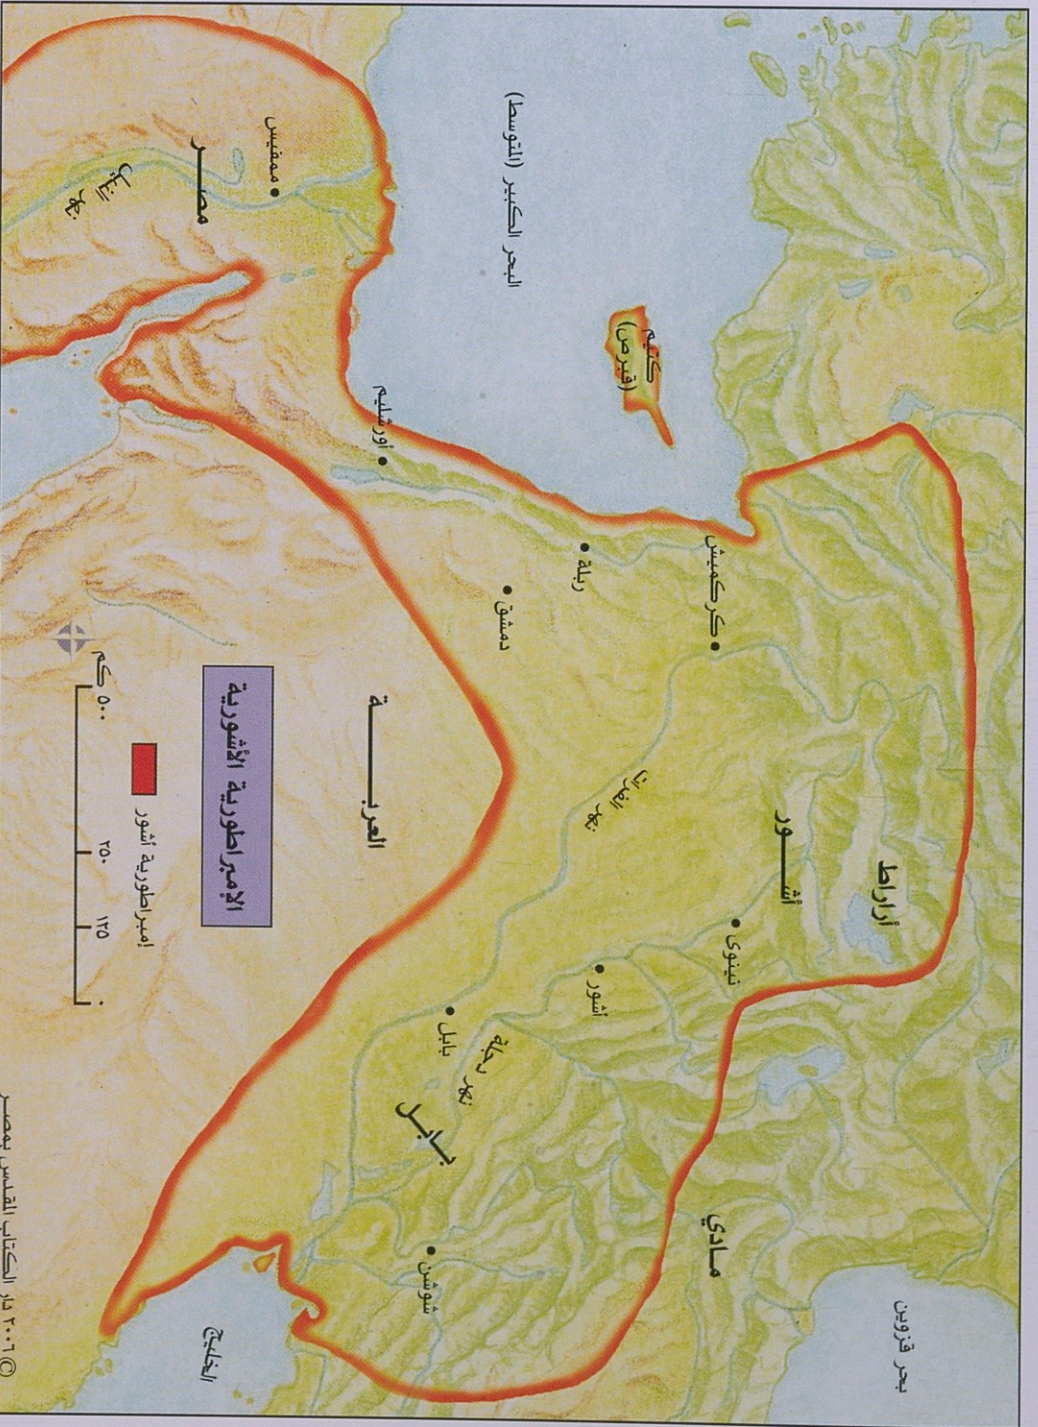 البحر الكبير (المتوسط)
كتيم
(قبرص)
ممفيس
مصر
نهر النيل
أورشليم
كركميش
ربلة
دمشق
نهر الفرات
أراراط
أشور
نينوى
أشور
بابل
نهر دجلة
بابل
مادي
شوشن
بحر قزوين
الخليج
العربة
الإمبراطورية الأشورية
إمبراطورية أشور
٥٠٠ كم
٢٥٠
١٢٥
٠
© ٢٠٠٦ دار الكتاب المقدس بمصر